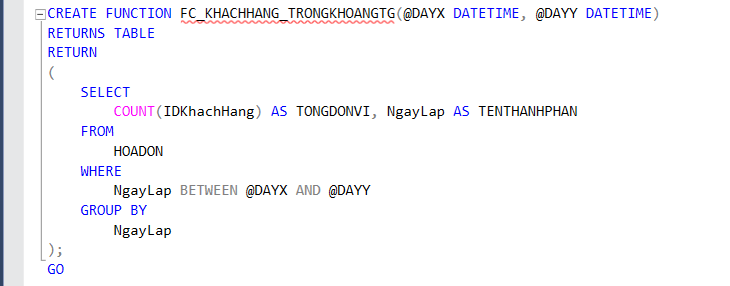 CREATE FUNCTION FC_KHACHHANG_TRONGKHOANGTG(@DAYX DATETIME, @DAYY DATETIME)
RETURNS TABLE
RETURN
(
SELECT
COUNT(IDKhachHang) AS TONGDONVI, NgayLap AS TENTHANHPHAN
FROM
HOADON
WHERE
NgayLap BETWEEN @DAYX AND @DAYY
GROUP BY
NgayLap
);
GO